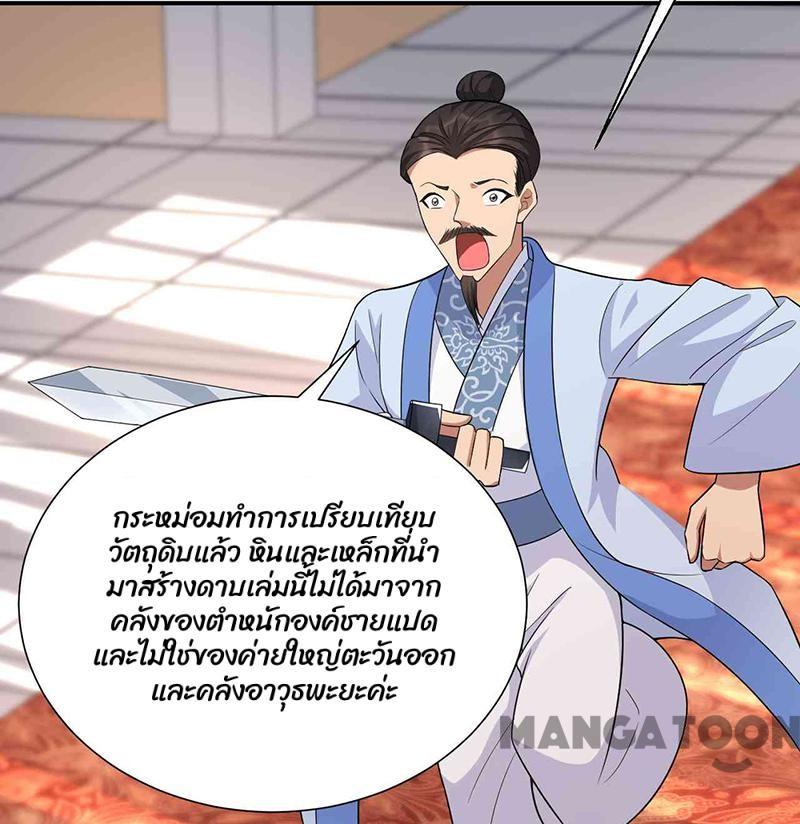 กระหม่อมทำการเปรียบเทียบ
วัตถุดิบแล้ว หินและเหล็กที่นำ
มาสร้างดาบเล่มนี้ไม่ได้มาจาก
คลังของตำหนักองค์ชายแปด
และไม่ใช่ของค่ายใหญ่ตะวันออก
และคลังอาวุธพะยะค่ะ
MANGATOON